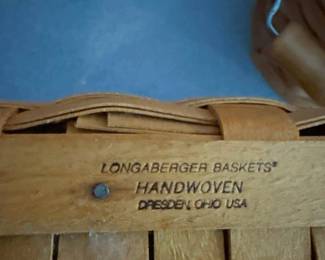 LONGABERGER BASKETS®
HANDWOVEN
DRESDEN, OHIO USA